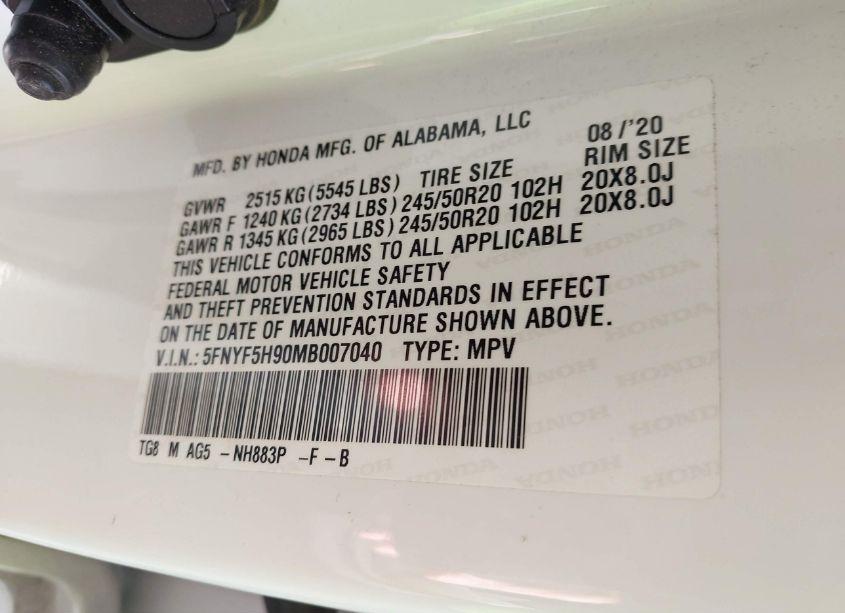 MFD. BY HONDA MFG. OF ALABAMA, LLC 08/'20
GVWR 2515 KG (5545 LBS) TIRE SIZE RIM SIZE
GAWR F 1240 KG (2734 LBS) 245/50R20 102H 20X8.0J
GAWR R 1345 KG (2965 LBS) 245/50R20 102H 20X8.0J
THIS VEHICLE CONFORMS TO ALL APPLICABLE
FEDERAL MOTOR VEHICLE SAFETY
AND THEFT PREVENTION STANDARDS IN EFFECT
ON THE DATE OF MANUFACTURE SHOWN ABOVE.
V.I.N.: 5FNYF5H90MB007040 TYPE: MPV
TG8 M AG5 - NH883P - F - B